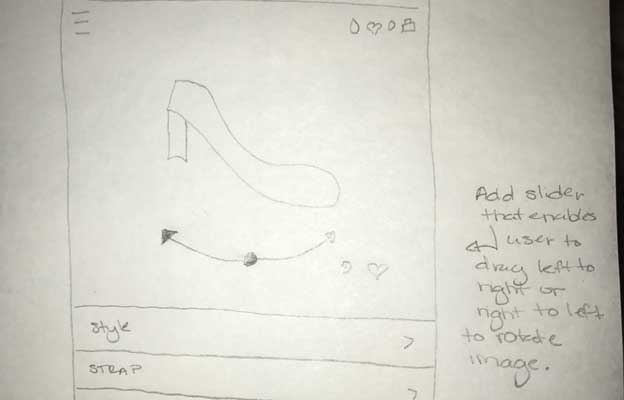 Style
STRAP
Add slider
that enables
user to
drag left to
right or
right to left
to rotate
image.